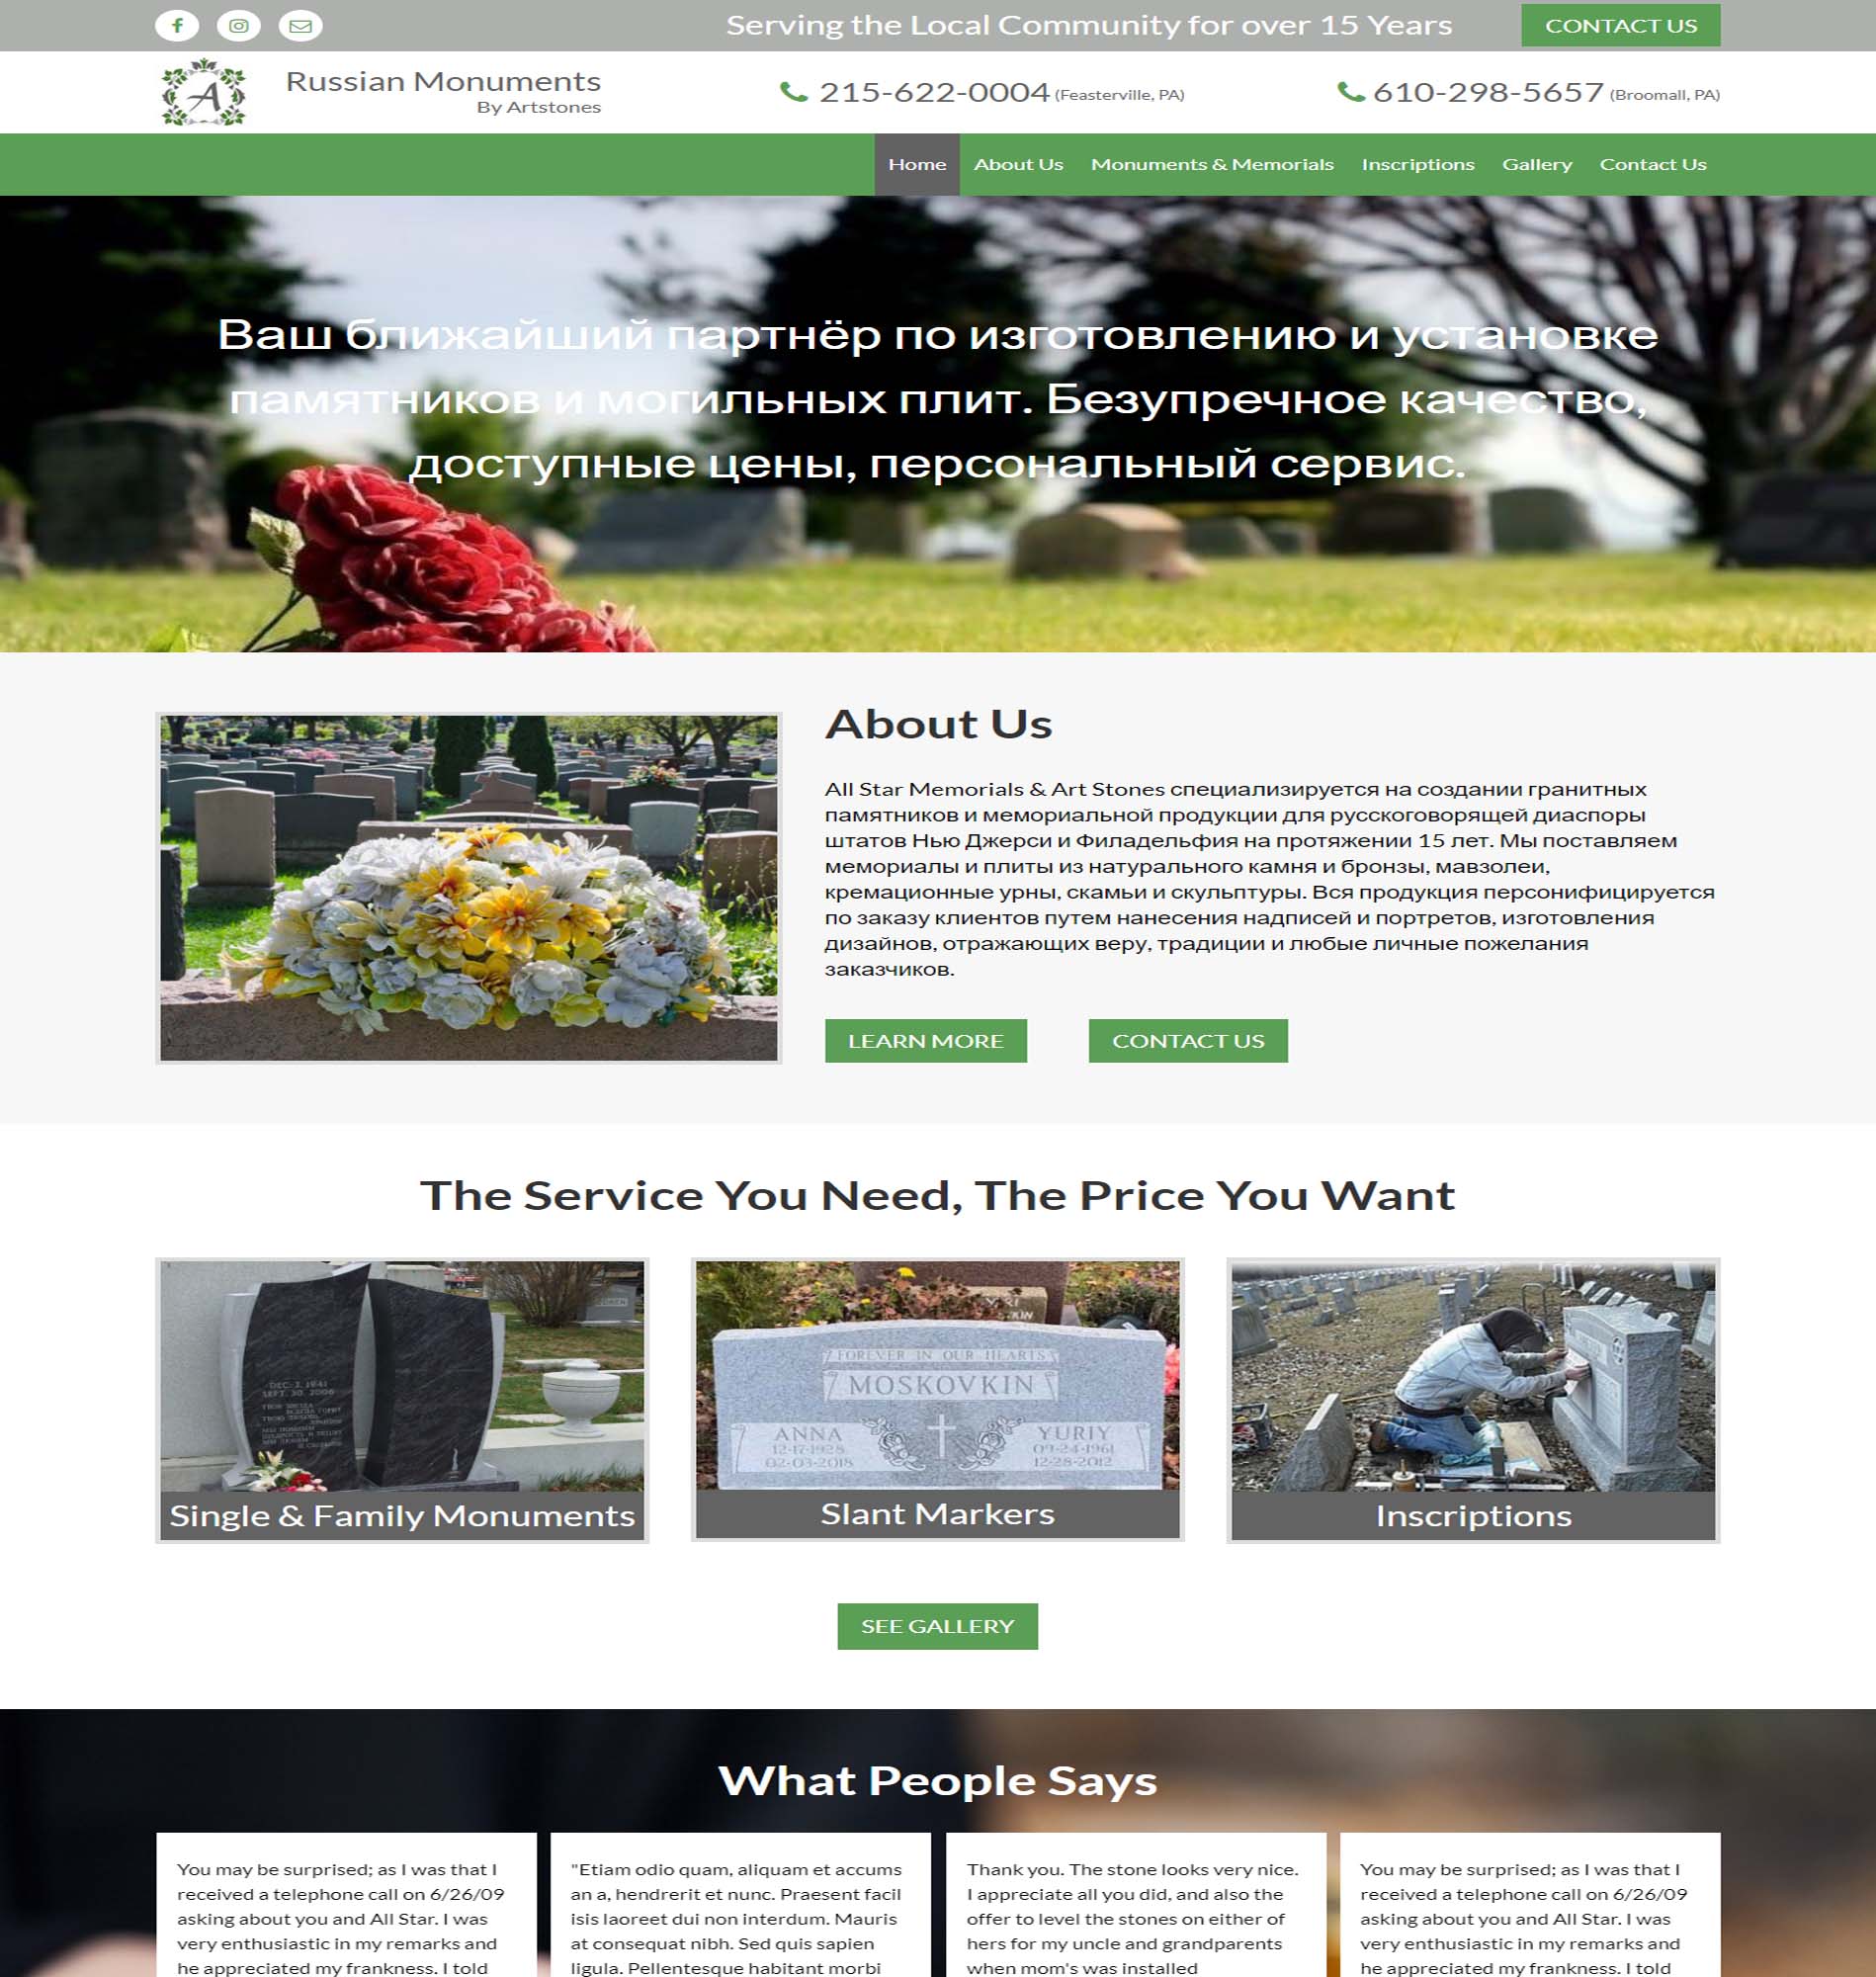 Serving the Local Community for over 15 Years
CONTACT US
A
Russian Monuments
By Artstones
215-622-0004 (Feasterville, PA)
610-298-5657 (Broomall, PA)
Home About Us Monuments & Memorials Inscriptions Gallery Contact Us
Ваш ближайший партнёр по изготовлению и установке
памятников и могильных плит. Безупречное качество,
доступные цены, персональный сервис.
About Us
All Star Memorials & Art Stones специализируется на создании гранитных
памятников и мемориальной продукции для русскоговорящей диаспоры
штатов Нью Джерси и Филадельфия на протяжении 15 лет. Мы поставляем
мемориалы и плиты из натурального камня и бронзы, мавзолеи,
кремационные урны, скамьи и скульптуры. Вся продукция персонифицируется
по заказу клиентов путем нанесения надписей и портретов, изготовления
дизайнов, отражающих веру, традиции и любые личные пожелания
заказчиков.
LEARN MORE
CONTACT US
The Service You Need, The Price You Want
DEC. 3, 1941
SEPT. 30, 2006
Single & Family Monuments
FOREVER IN OUR HEARTS
MOSKOVKIN
ANNA
12-17-1928
02-03-2018
YURIY
09-24-1961
12-28-2012
Slant Markers
Inscriptions
SEE GALLERY
What People Says
You may be surprised; as I was that I
received a telephone call on 6/26/09
asking about you and All Star. I was
very enthusiastic in my remarks and
he appreciated my frankness. I told
"Etiam odio quam, aliquam et accums
an a, hendrerit et nunc. Praesent facil
isis laoreet dui non interdum. Mauris
at consequat nibh. Sed quis sapien
ligula. Pellentesque habitant morbi
Thank you. The stone looks very nice.
I appreciate all you did, and also the
offer to level the stones on either of
hers for my uncle and grandparents
when mom's was installed
You may be surprised; as I was that I
received a telephone call on 6/26/09
asking about you and All Star. I was
very enthusiastic in my remarks and
he appreciated my frankness. I told